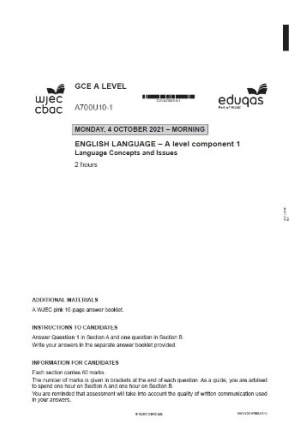 GCE A LEVEL
wjec
cbac
A700U10-1
eduqas
MONDAY, 4 OCTOBER 2021 – MORNING
ENGLISH LANGUAGE – A level component 1
Language Concepts and Issues
2 hours
ADDITIONAL MATERIALS
A WJEC pink 16-page answer booklet.
INSTRUCTIONS TO CANDIDATES
Answer Question 1 in Section A and one question in Section B.
Write your answers in the separate answer booklet provided.
INFORMATION FOR CANDIDATES
Each section carries 60 marks.
The number of marks is given in brackets at the end of each question. As a guide, you are advised
to spend one hour on Section A and one hour on Section B.
You are reminded that assessment will take into account the quality of written communication used
in your answers.